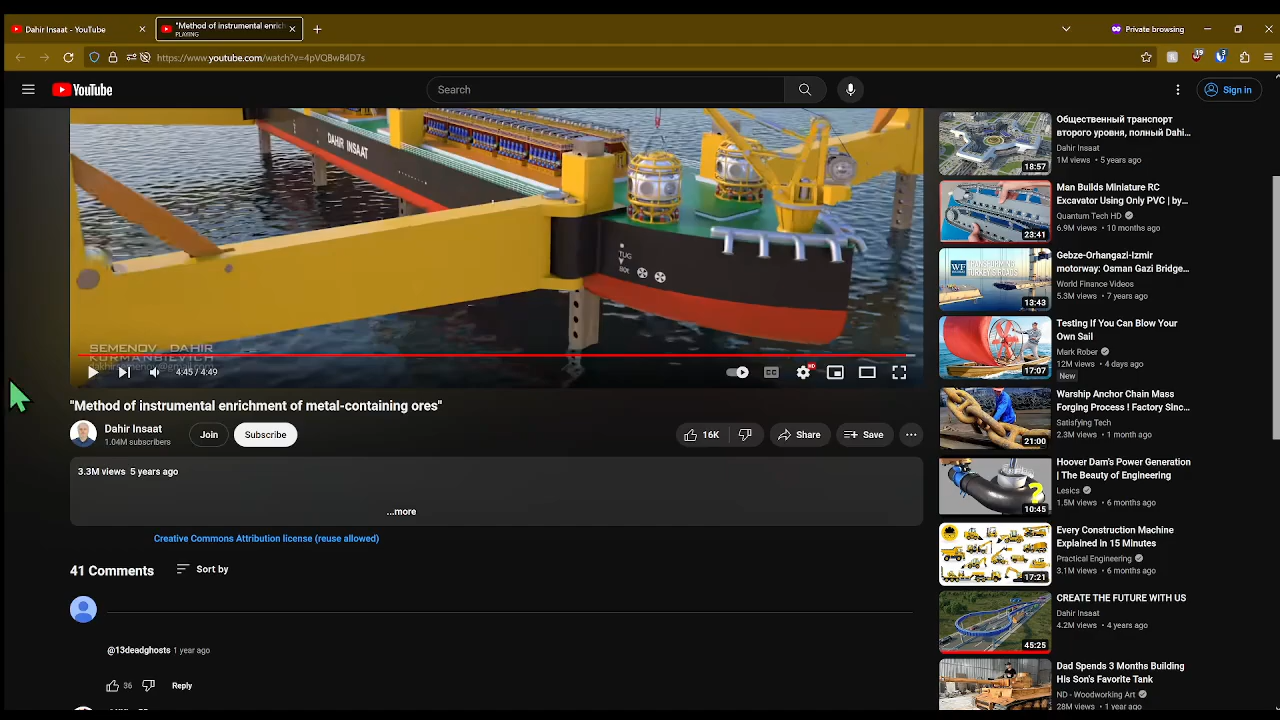 Dahir Insaat - YouTube
"Method of instrumental enrich
PLAYING
Private browsing
https://www.youtube.com/watch?v=4pVQBwB4D7s
19
3
YouTube
Search
Sign in
DAHIR INSAAT
TUG
80t
SEMENOV DAHIR
KURMANBIEVICH
4:45 / 4:49
CC
HD
"Method of instrumental enrichment of metal-containing ores"
Dahir Insaat
1.04M subscribers
Join
Subscribe
16K
Share
Save
3.3M views 5 years ago
...more
Creative Commons Attribution license (reuse allowed)
41 Comments
Sort by
@13deadghosts 1 year ago
36
Reply
Общественный транспорт
второго уровня, полный Dahi...
Dahir Insaat
1M views • 5 years ago
18:57
Man Builds Miniature RC
Excavator Using Only PVC | by...
Quantum Tech HD
6.9M views • 10 months ago
23:41
Gebze-Orhangazi-Izmir
motorway: Osman Gazi Bridge...
World Finance Videos
5.3M views • 7 years ago
WF
TRANSFORMING
TURKEY'S ROADS
13:43
Testing If You Can Blow Your
Own Sail
Mark Rober
12M views • 4 days ago
New
17:07
Warship Anchor Chain Mass
Forging Process ! Factory Sinc...
Satisfying Tech
2.3M views • 1 month ago
21:00
Hoover Dam's Power Generation
| The Beauty of Engineering
Lesics
1.5M views • 6 months ago
?
10:45
Every Construction Machine
Explained in 15 Minutes
Practical Engineering
3.1M views • 6 months ago
17:21
CREATE THE FUTURE WITH US
Dahir Insaat
4.2M views • 4 years ago
45:25
Dad Spends 3 Months Building
His Son's Favorite Tank
ND - Woodworking Art
28M views • 1 year ago